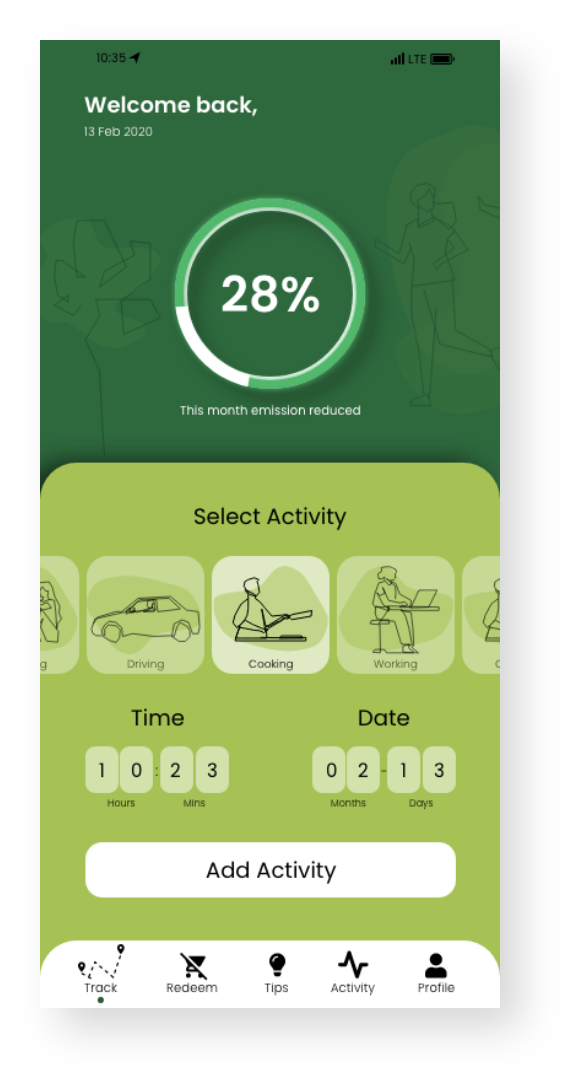 10:35 LTE
Welcome back,
13 Feb 2020
28%
This month emission reduced
Select Activity
g Driving Cooking Working C
Time Date
1 0 : 2 3 0 2 - 1 3
Hours Mins Months Days
Add Activity
Track Redeem Tips Activity Profile